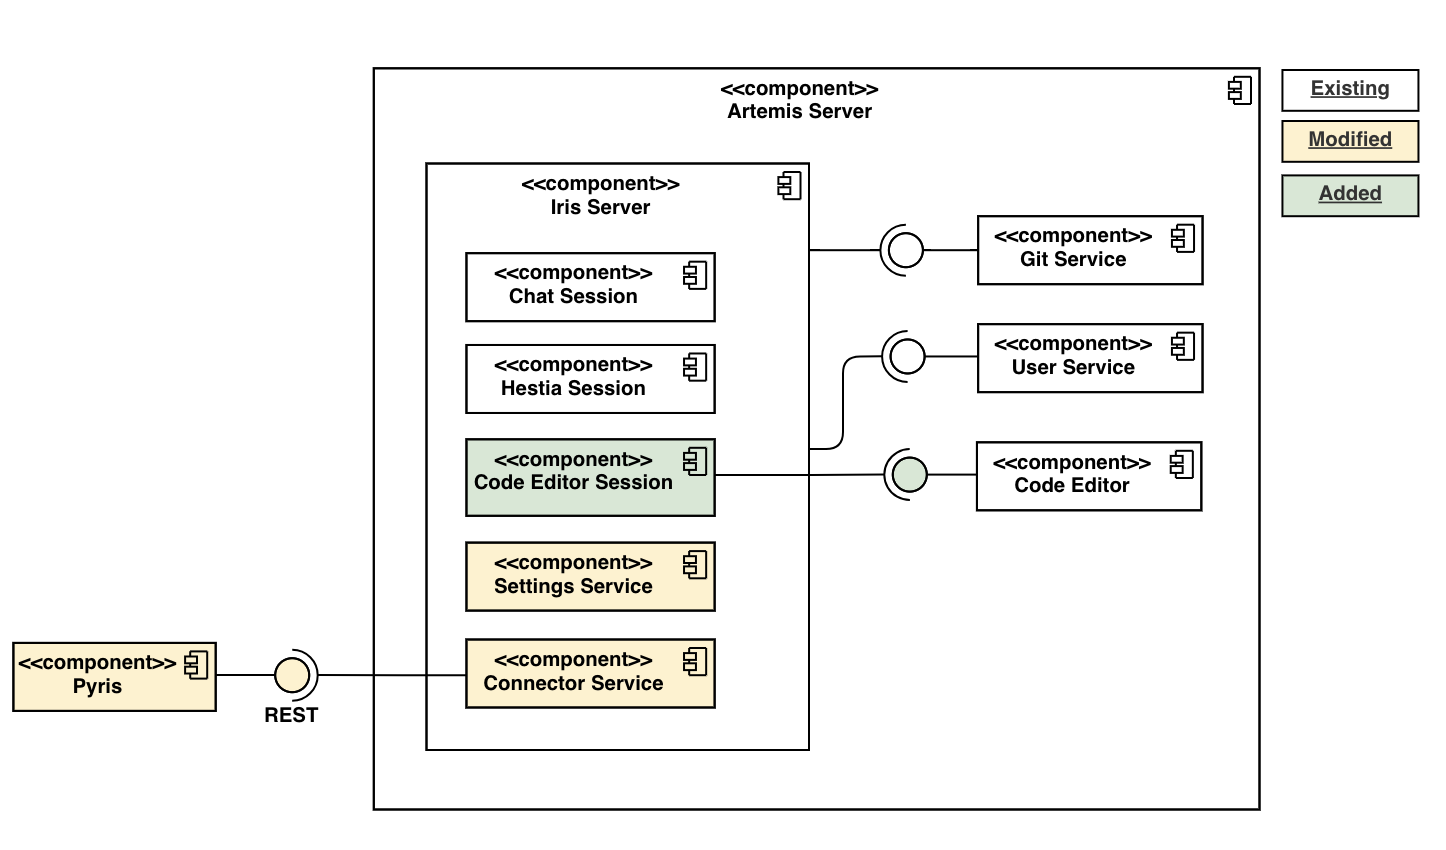 <<component>>
Artemis Server
Existing
Modified
Added
<<component>>
Iris Server
<<component>>
Chat Session
<<component>>
Hestia Session
<<component>>
Code Editor Session
<<component>>
Settings Service
<<component>>
Connector Service
<<component>>
Git Service
<<component>>
User Service
<<component>>
Code Editor
<<component>>
Pyris
REST